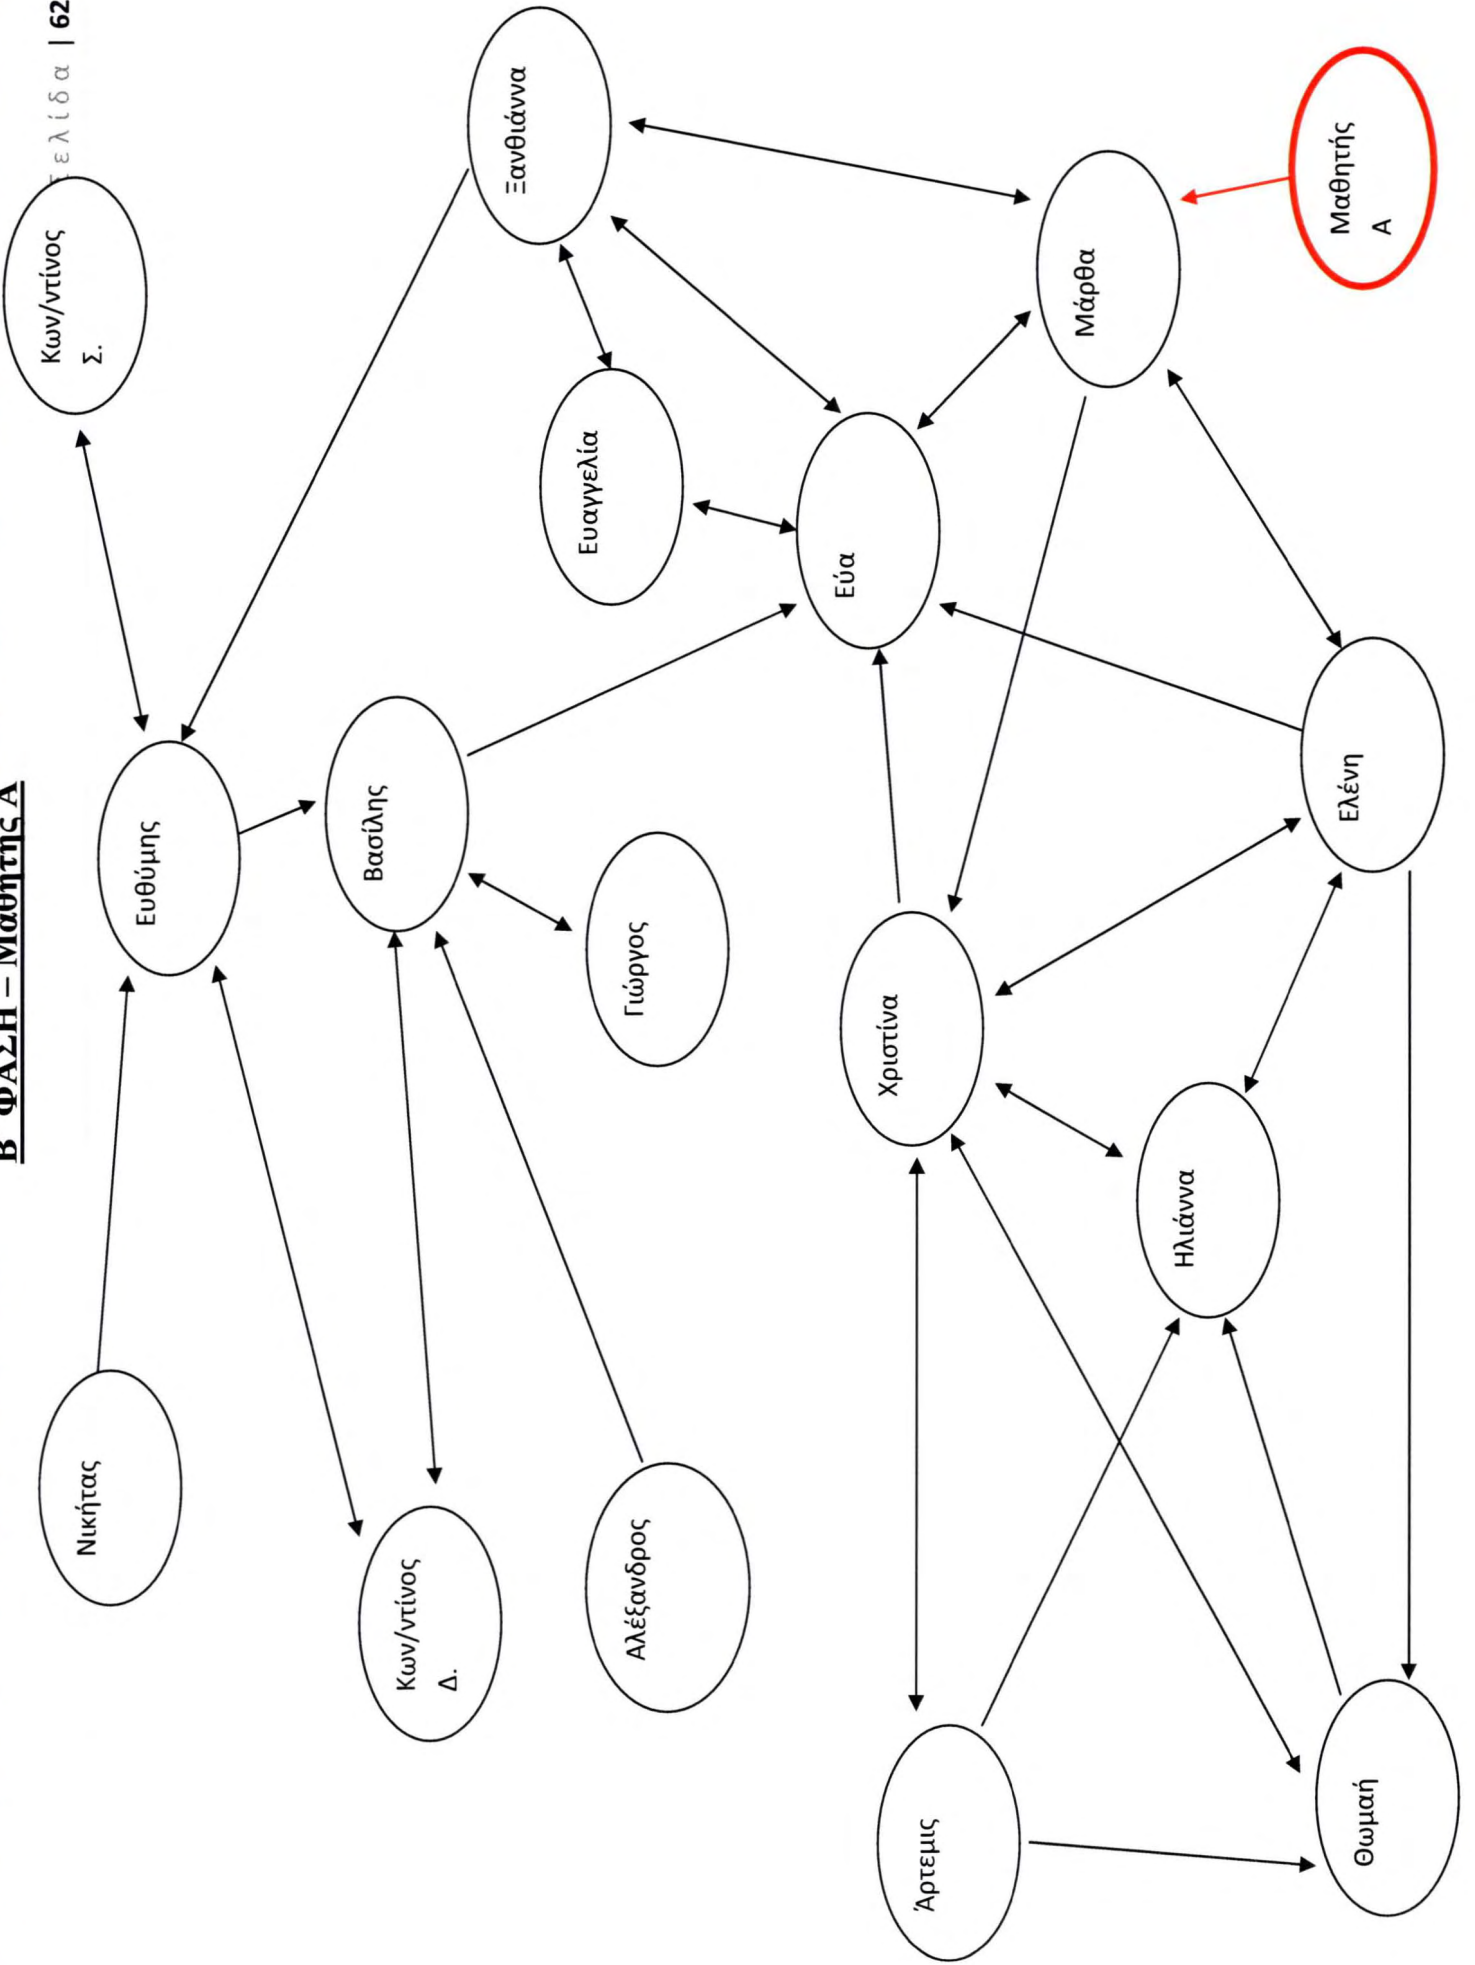 Β ΦΑΣΗ – Μαθητής Α
Σελίδα | 62
Κων/ντίνος
Σ.
Νικήτας
Ευθύμης
Βασίλης
Κων/ντίνος
Δ.
Ξανθιάννα
Ευαγγελία
Γιώργος
Αλέξανδρος
Εύα
Χριστίνα
Άρτεμις
Μάρθα
Ηλιάννα
Μαθητής
Α
Ελένη
Θωμαή